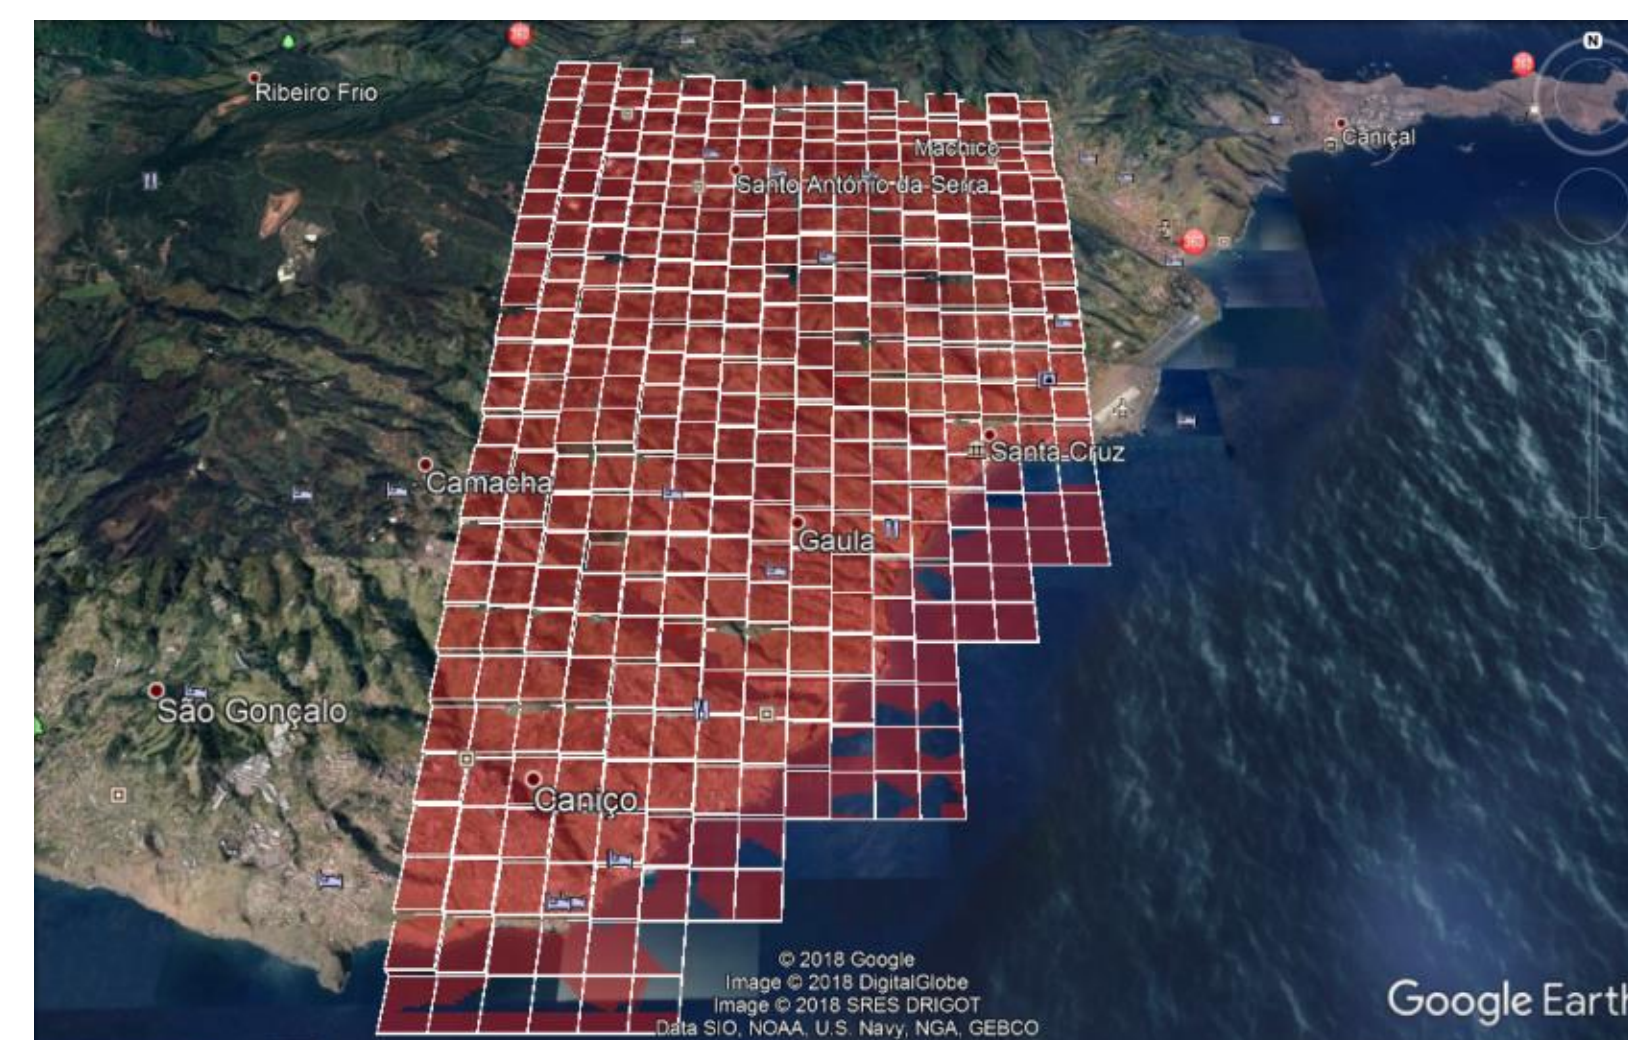 N
Ribeiro Frio
Caniçal
Machico
Santo António da Serra
Santa Cruz
Camacha
Gaula
São Gonçalo
Caniço
© 2018 Google
Image © 2018 DigitalGlobe
Image © 2018 SRES DRIGOT
Data SIO, NOAA, U.S. Navy, NGA, GEBCO
Google Earth